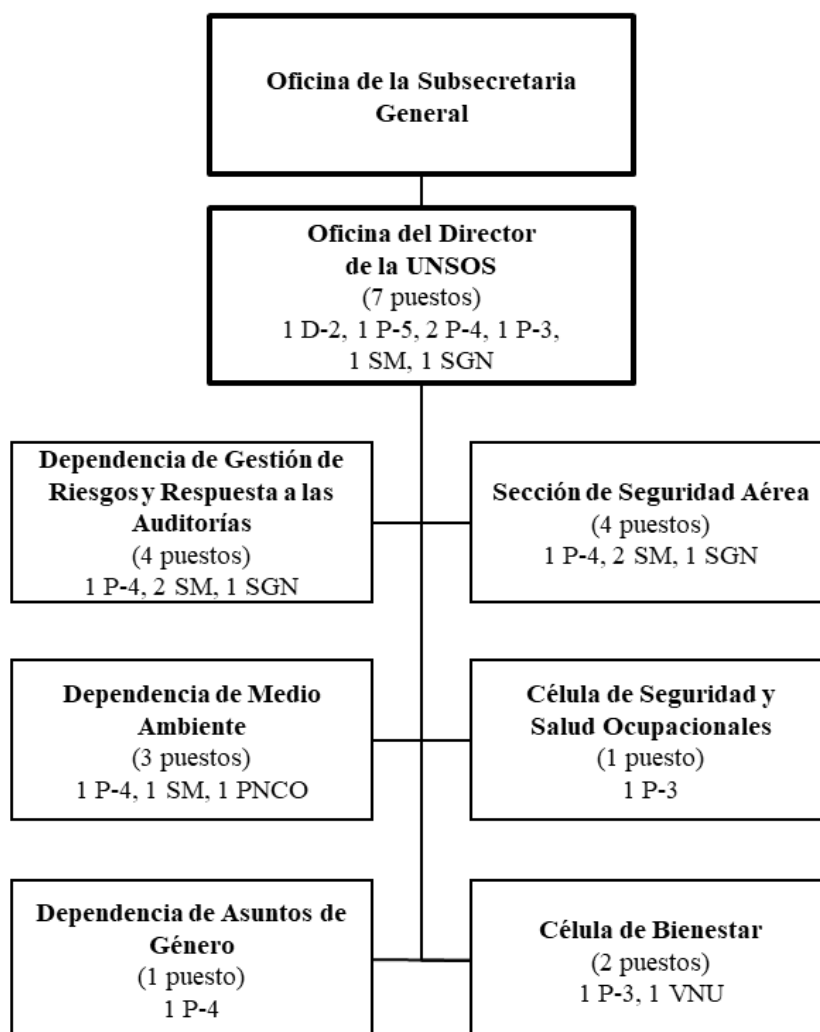 Oficina de la Subsecretaria
General
Oficina del Director
de la UNSOS
(7 puestos)
1 D-2, 1 P-5, 2 P-4, 1 P-3,
1 SM, 1 SGN
Dependencia de Gestión de
Riesgos y Respuesta a las
Auditorías
(4 puestos)
1 P-4, 2 SM, 1 SGN
Sección de Seguridad Aérea
(4 puestos)
1 P-4, 2 SM, 1 SGN
Dependencia de Medio
Ambiente
(3 puestos)
1 P-4, 1 SM, 1 PNCO
Célula de Seguridad y
Salud Ocupacionales
(1 puesto)
1 P-3
Dependencia de Asuntos de
Género
(1 puesto)
1 P-4
Célula de Bienestar
(2 puestos)
1 P-3, 1 VNU